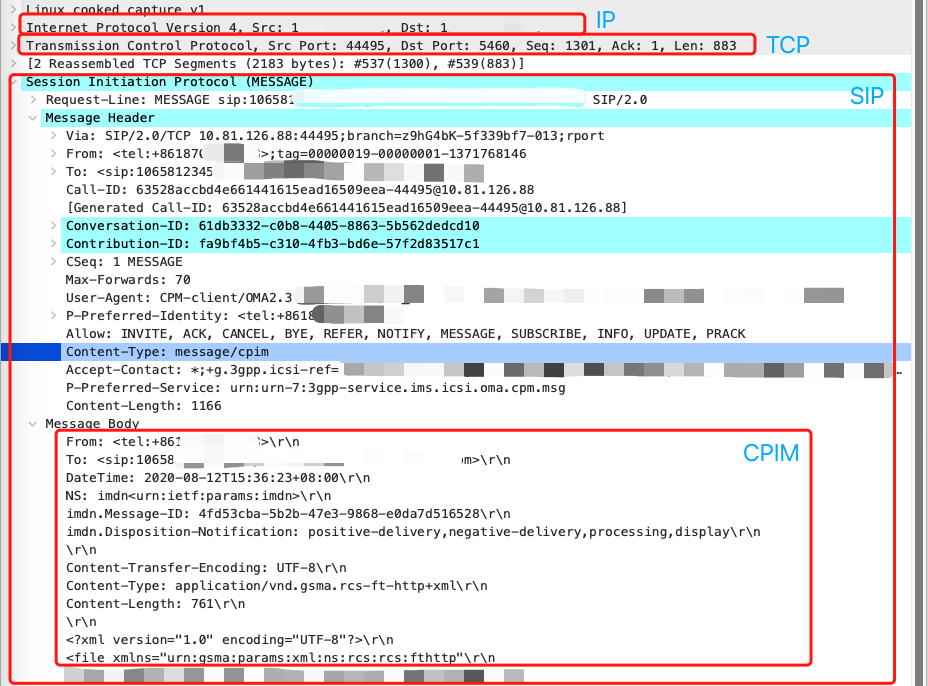 Linux cooked capture v1
Internet Protocol Version 4, Src: 1 , Dst: 1
IP
Transmission Control Protocol, Src Port: 44495, Dst Port: 5460, Seq: 1301, Ack: 1, Len: 883
TCP
[2 Reassembled TCP Segments (2183 bytes): #537(1300), #539(883)]
Session Initiation Protocol (MESSAGE)
SIP
Request-Line: MESSAGE sip:106581 SIP/2.0
Message Header
Via: SIP/2.0/TCP 10.81.126.88:44495;branch=z9hG4bK-5f339bf7-013;rport
From: <tel:+86187 >;tag=00000019-00000001-1371768146
To: <sip:1065812345
Call-ID: 63528accbd4e661441615ead16509eea-44495@10.81.126.88
[Generated Call-ID: 63528accbd4e661441615ead16509eea-44495@10.81.126.88]
Conversation-ID: 61db3332-c0b8-4405-8863-5b562dedcd10
Contribution-ID: fa9bf4b5-c310-4fb3-bd6e-57f2d83517c1
CSeq: 1 MESSAGE
Max-Forwards: 70
User-Agent: CPM-client/OMA2.3
P-Preferred-Identity: <tel:+8618
Allow: INVITE, ACK, CANCEL, BYE, REFER, NOTIFY, MESSAGE, SUBSCRIBE, INFO, UPDATE, PRACK
Content-Type: message/cpim
Accept-Contact: *;+g.3gpp.icsi-ref= …
P-Preferred-Service: urn:urn-7:3gpp-service.ims.icsi.oma.cpm.msg
Content-Length: 1166
Message Body
From: <tel:+861 >\r\n
CPIM
To: <sip:10658 m>\r\n
DateTime: 2020-08-12T15:36:23+08:00\r\n
NS: imdn<urn:ietf:params:imdn>\r\n
imdn.Message-ID: 4fd53cba-5b2b-47e3-9868-e0da7d516528\r\n
imdn.Disposition-Notification: positive-delivery,negative-delivery,processing,display\r\n
\r\n
Content-Transfer-Encoding: UTF-8\r\n
Content-Type: application/vnd.gsma.rcs-ft-http+xml\r\n
Content-Length: 761\r\n
\r\n
<?xml version="1.0" encoding="UTF-8"?>\r\n
<file xmlns="urn:gsma:params:xml:ns:rcs:rcs:fthttp"\r\n